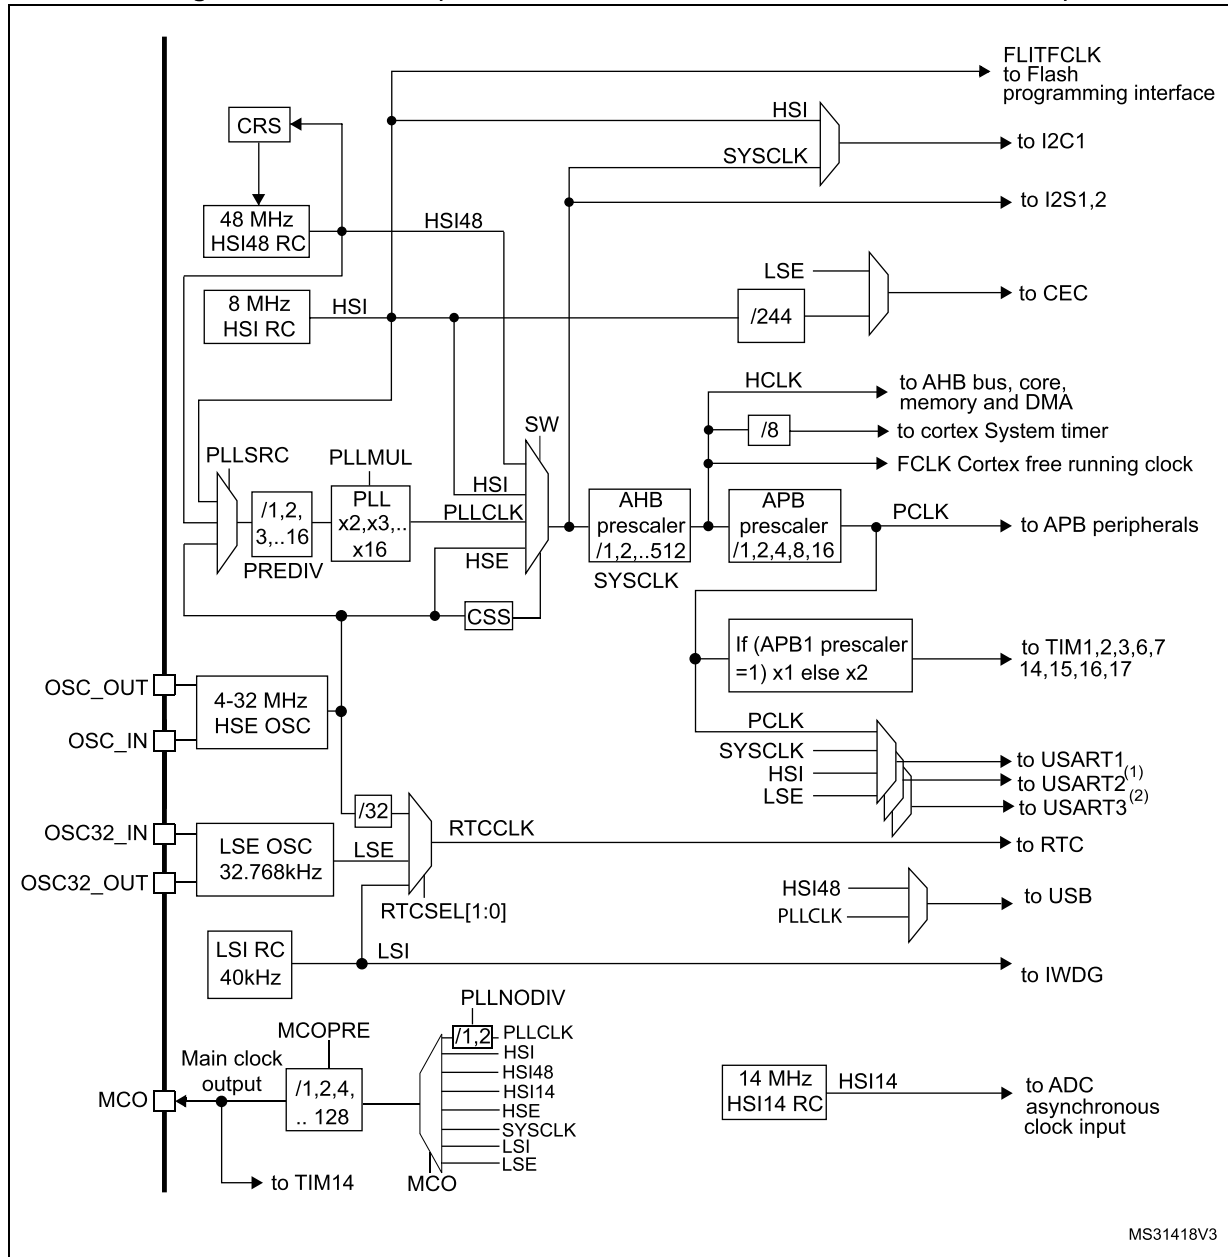 FLITFCLK
to Flash
programming interface
HSI
CRS
to I2C1
SYSCLK
to I2S1,2
48 MHz
HSI48 RC
HSI48
LSE
to CEC
8 MHz
HSI RC
HSI
/244
HCLK
to AHB bus, core,
memory and DMA
SW
/8
to cortex System timer
PLLSRC
PLLMUL
FCLK Cortex free running clock
HSI
PLL
x2,x3,..
x16
/1,2,
3,..16
PREDIV
PLLCLK
HSE
AHB
prescaler
/1,2,..512
SYSCLK
APB
prescaler
/1,2,4,8,16
PCLK
to APB peripherals
CSS
If (APB1 prescaler
=1) x1 else x2
to TIM1,2,3,6,7
14,15,16,17
OSC_OUT
4-32 MHz
HSE OSC
OSC_IN
PCLK
SYSCLK
HSI
LSE
to USART1
to USART2(1)
to USART3(2)
/32
OSC32_IN
LSE OSC
32.768kHz
OSC32_OUT
LSE
RTCCLK
to RTC
RTCSEL[1:0]
HSI48
PLLCLK
to USB
LSI RC
40kHz
LSI
to IWDG
PLLNODIV
MCOPRE
/1,2
PLLCLK
HSI
HSI48
HSI14
HSE
SYSCLK
LSI
LSE
Main clock
output
/1,2,4,
.. 128
MCO
MCO
to TIM14
14 MHz
HSI14 RC
HSI14
to ADC
asynchronous
clock input
MS31418V3